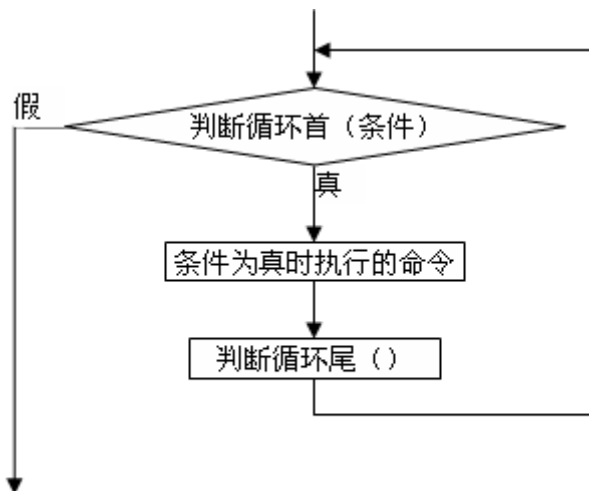 假
判断循环首（条件）
真
条件为真时执行的命令
判断循环尾（）